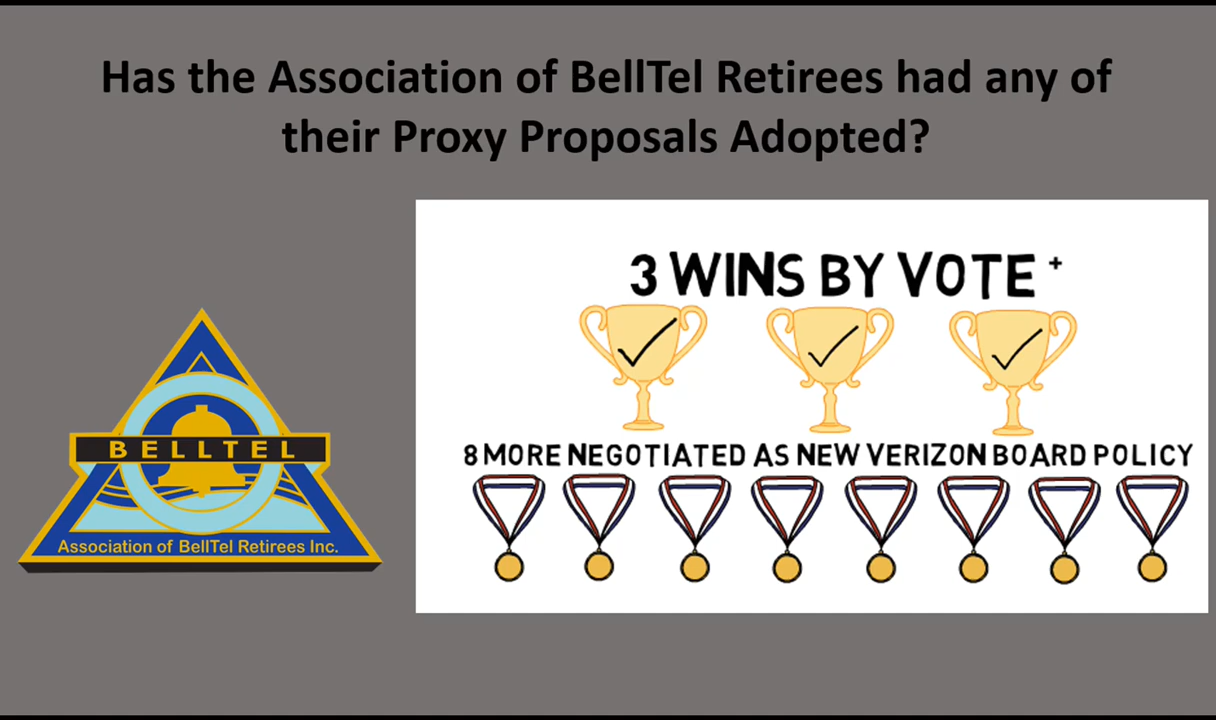 Has the Association of BellTel Retirees had any of
their Proxy Proposals Adopted?
3 WINS BY VOTE +
8 MORE NEGOTIATED AS NEW VERIZON BOARD POLICY
BELLTEL
Association of BellTel Retirees Inc.